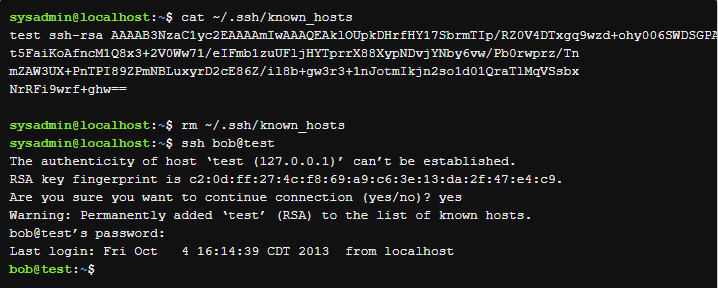 sysadmin@localhost:~$ cat ~/.ssh/known_hosts
test ssh-rsa AAAAB3NzaC1yc2EAAAAmIwAAAQEAklOUpkDHrfHY17SbrmTIp/RZ0V4DTxgq9wzd+ohy006SWDSGPA
t5FaiKoAfncM1Q8x3+2V0Ww71/eIFmb1zuUFljHYTprrX88XypNDvjYNby6vw/Pb0rwprz/Tn
mZAW3UX+PnTPI89ZPmNBLuxyrD2cE86Z/il8b+gw3r3+1nJotmIkjn2so1d01QraTlMqVSsbx
NrRFi9wrf+ghw==
sysadmin@localhost:~$ rm ~/.ssh/known_hosts
sysadmin@localhost:~$ ssh bob@test
The authenticity of host ‘test (127.0.0.1)’ can’t be established.
RSA key fingerprint is c2:0d:ff:27:4c:f8:69:a9:c6:3e:13:da:2f:47:e4:c9.
Are you sure you want to continue connection (yes/no)? yes
Warning: Permanently added ‘test’ (RSA) to the list of known hosts.
bob@test’s password:
Last login: Fri Oct  4 16:14:39 CDT 2013  from localhost
bob@test:~$